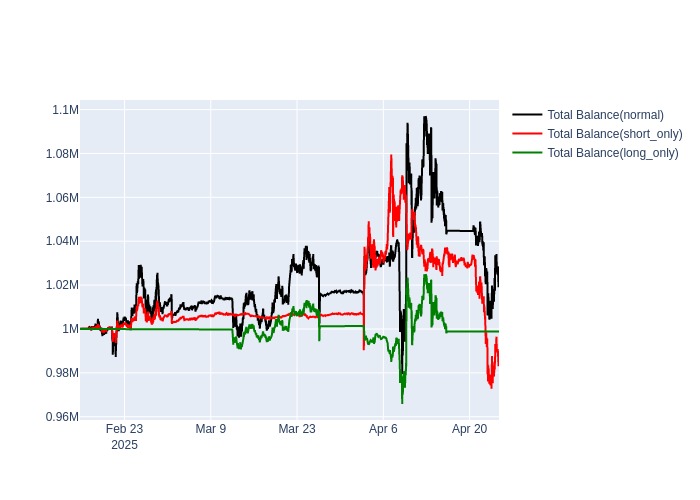 1.1M
1.08M
1.06M
1.04M
1.02M
1M
0.98M
0.96M
Feb 23
2025
Mar 9
Mar 23
Apr 6
Apr 20
Total Balance(normal)
Total Balance(short_only)
Total Balance(long_only)